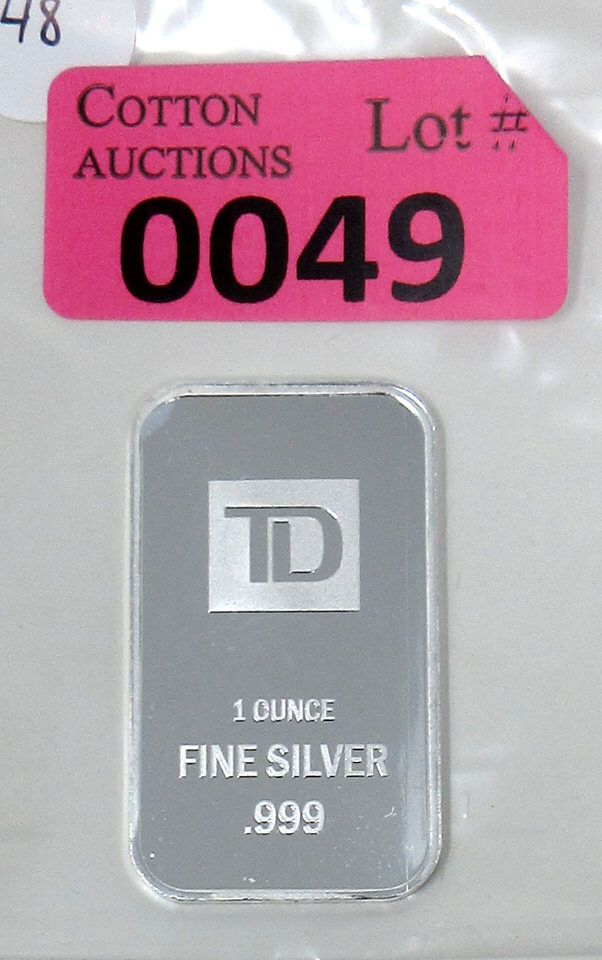 48
COTTON
AUCTIONS
Lot #
0049
TD
1 OUNCE
FINE SILVER
.999